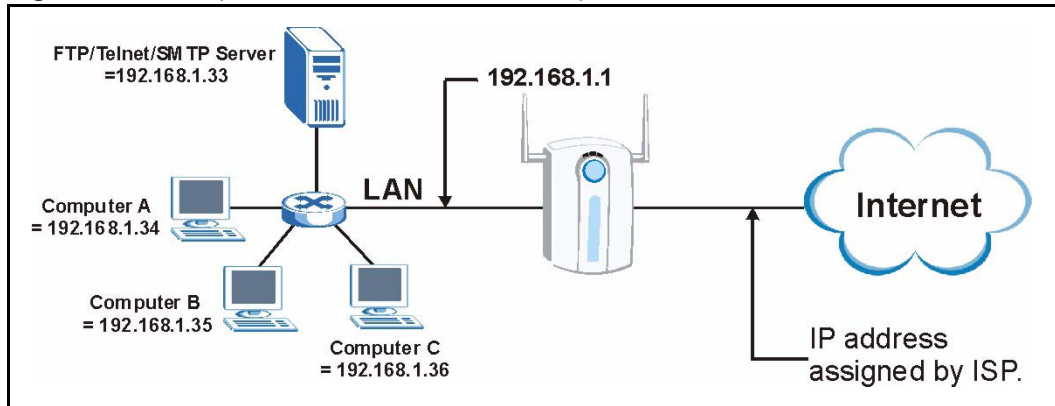 FTP/Telnet/SMTP Server
=192.168.1.33
192.168.1.1
Computer A
= 192.168.1.34
LAN
Internet
Computer B
= 192.168.1.35
Computer C
= 192.168.1.36
IP address
assigned by ISP.